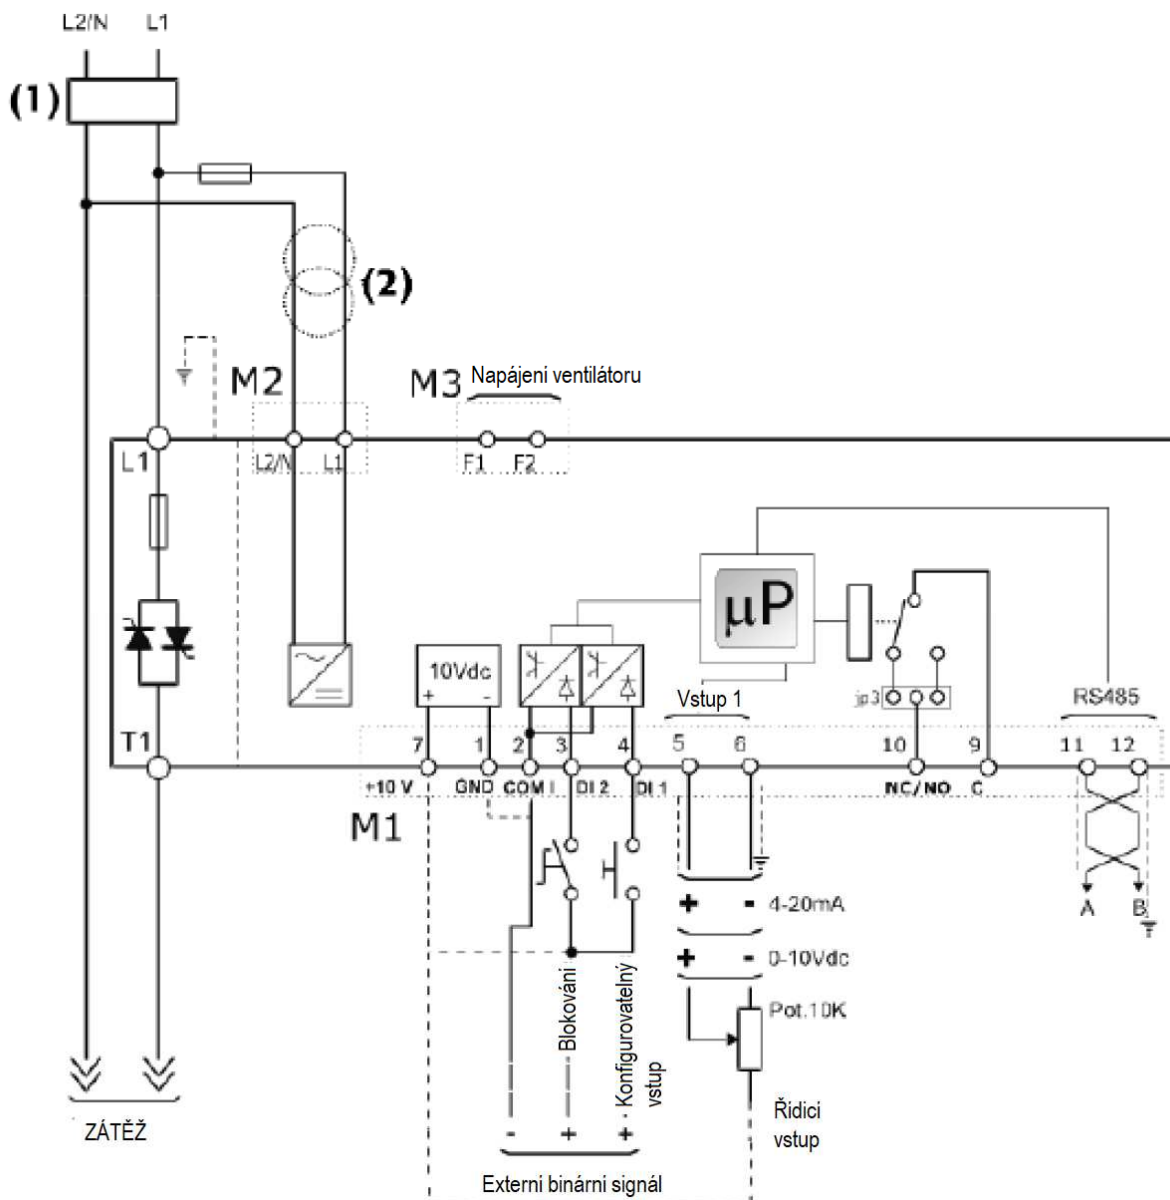 L2/N L1
(1)
(2)
M2 M3 Napájeni ventilátoru
L1 L2/N L1 F1 F2
µP
10Vdc
+ -
Vstup 1
jp3
RS485
T1
7 1 2 3 4 5 6 10 9 11 12
+10 V GND COM I DI 2 DI 1 NC/NO C
M1
+ - 4-20mA
A B
+ - 0-10Vdc
Pot.10K
Blokování
Konfigurovatelný
vstup
Řidicí
vstup
- + +
ZÁTĚŽ
Externi binární signál